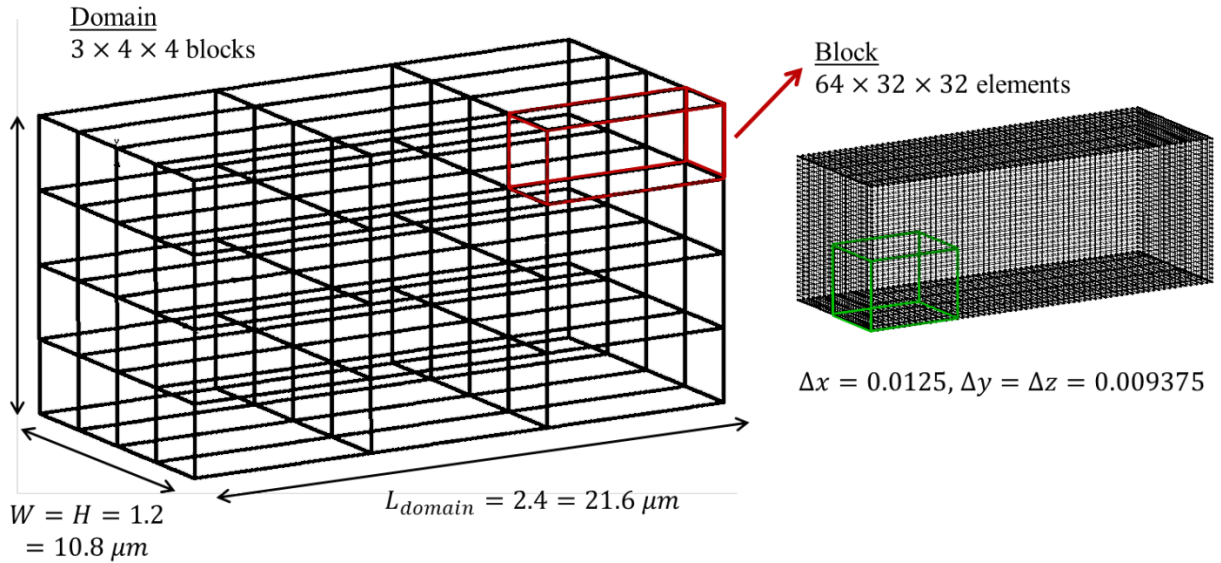 Domain
3 × 4 × 4 blocks
Block
64 × 32 × 32 elements
Δx = 0.0125, Δy = Δz = 0.009375
L_domain = 2.4 = 21.6 μm
W = H = 1.2
= 10.8 μm